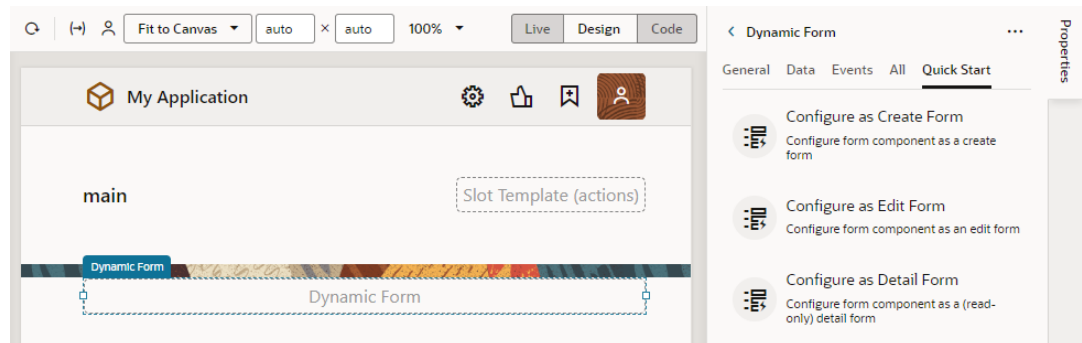 Fit to Canvas auto × auto 100% Live Design Code
My Application
main
Slot Template (actions)
Dynamic Form
Dynamic Form
Dynamic Form
General Data Events All Quick Start
Configure as Create Form
Configure form component as a create
form
Configure as Edit Form
Configure form component as an edit form
Configure as Detail Form
Configure form component as a (read-
only) detail form
Properties